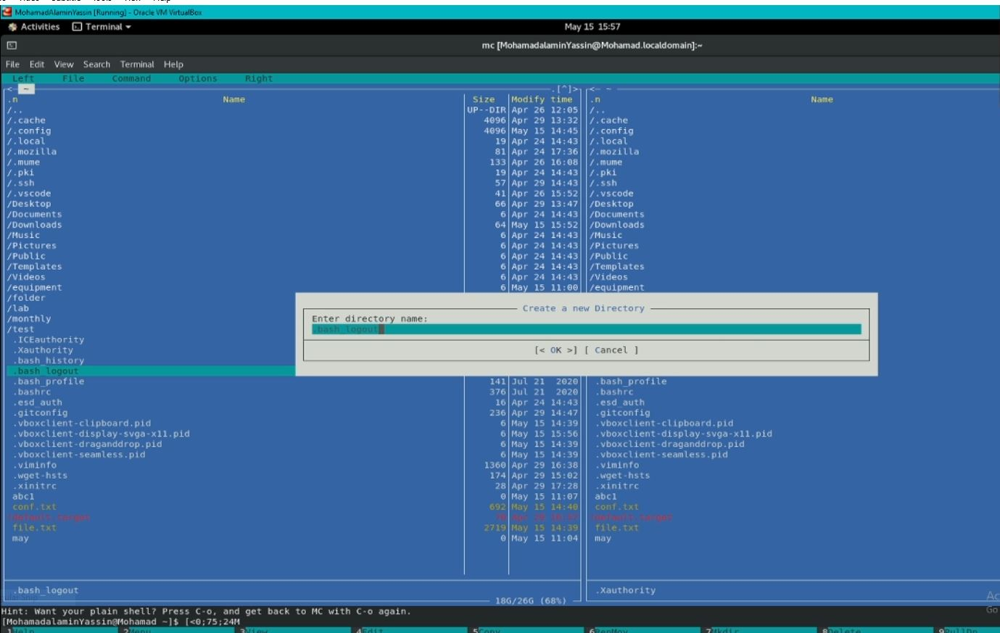 MohamadAlaminYassin [Running] - Oracle VM VirtualBox
Activities Terminal May 15 15:57
mc [MohamadalaminYassin@Mohamad.localdomain]:~
File Edit View Search Terminal Help
Left File Command Options Right
<- ~ .[^]> <- ~
.n Name Size Modify time .n Name
/.. UP--DIR Apr 26 12:05 /..
/.cache 4096 Apr 29 13:32 /.cache
/.config 4096 May 15 14:45 /.config
/.local 19 Apr 24 14:43 /.local
/.mozilla 81 Apr 24 17:36 /.mozilla
/.mume 133 Apr 26 16:08 /.mume
/.pki 19 Apr 24 14:43 /.pki
/.ssh 57 Apr 29 14:43 /.ssh
/.vscode 41 Apr 26 15:52 /.vscode
/Desktop 66 Apr 29 13:47 /Desktop
/Documents 6 Apr 24 14:43 /Documents
/Downloads 64 May 15 15:52 /Downloads
/Music 6 Apr 24 14:43 /Music
/Pictures 6 Apr 24 14:43 /Pictures
/Public 6 Apr 24 14:43 /Public
/Templates 6 Apr 24 14:43 /Templates
/Videos 6 Apr 24 14:43 /Videos
/equipment 6 May 15 11:00 /equipment
/folder
/lab
/monthly
/test
.ICEauthority
.Xauthority
.bash_history
.bash_logout
Create a new Directory
Enter directory name:
.bash_logout
[< OK >] [ Cancel ]
.bash_profile 141 Jul 21 2020 .bash_profile
.bashrc 376 Jul 21 2020 .bashrc
.esd_auth 16 Apr 24 14:43 .esd_auth
.gitconfig 236 Apr 29 14:47 .gitconfig
.vboxclient-clipboard.pid 6 May 15 14:39 .vboxclient-clipboard.pid
.vboxclient-display-svga-x11.pid 6 May 15 15:56 .vboxclient-display-svga-x11.pid
.vboxclient-draganddrop.pid 6 May 15 14:39 .vboxclient-draganddrop.pid
.vboxclient-seamless.pid 6 May 15 14:39 .vboxclient-seamless.pid
.viminfo 1360 Apr 29 16:38 .viminfo
.wget-hsts 174 Apr 29 15:02 .wget-hsts
.xinitrc 28 Apr 29 17:28 .xinitrc
abc1 0 May 15 11:07 abc1
conf.txt 692 May 15 14:40 conf.txt
!default.target !default.target
file.txt 2719 May 15 14:39 file.txt
may 0 May 15 11:04 may
.bash_logout .Xauthority
18G/26G (68%)
Hint: Want your plain shell? Press C-o, and get back to MC with C-o again.
[MohamadalaminYassin@Mohamad ~]$ [<0;75;24M
1Help 2Menu 3View 4Edit 5Copy 6RenMov 7Mkdir 8Delete 9PullDn